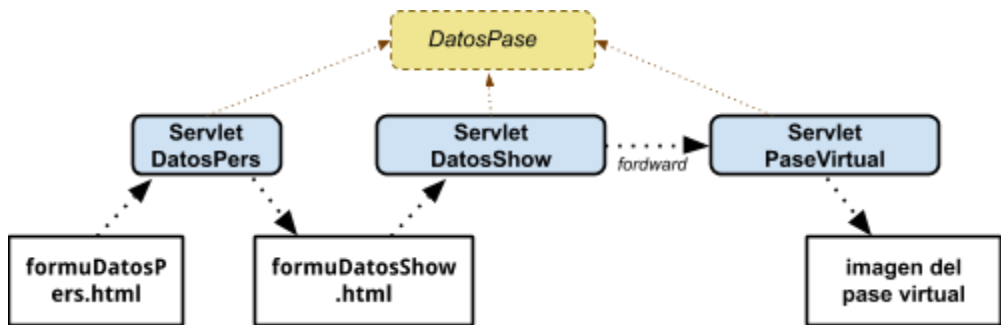 DatosPase
Servlet
DatosPers
Servlet
DatosShow
fordward
Servlet
PaseVirtual
formuDatosP
ers.html
formuDatosShow
.html
imagen del
pase virtual